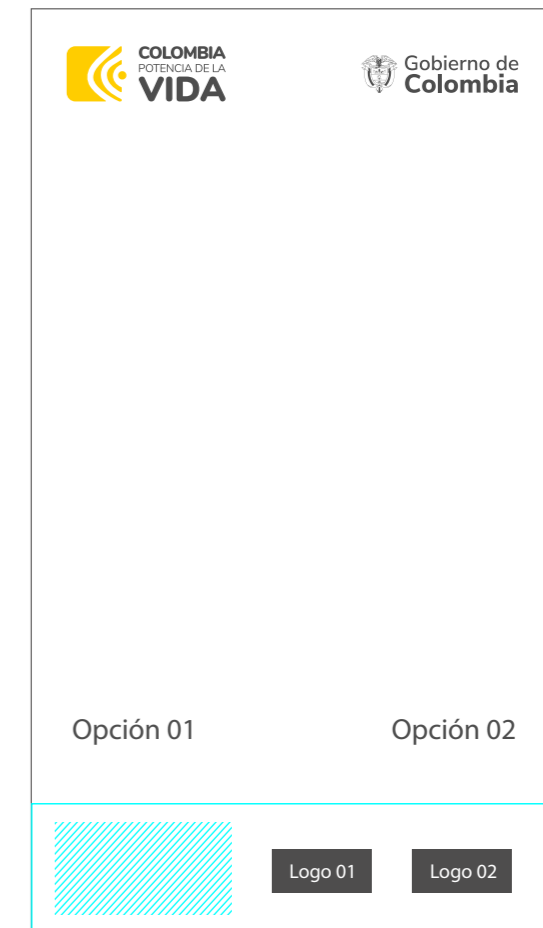 COLOMBIA
POTENCIA DE LA
VIDA
Gobierno de
Colombia
Opción 01
Opción 02
Logo 01
Logo 02